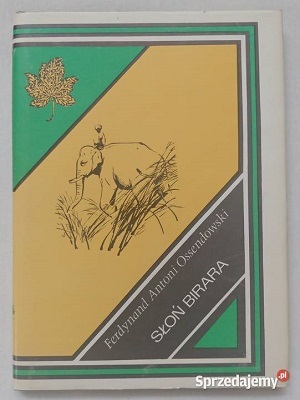 Ferdynand Antoni Ossendowski
SŁOŃ BIRARA
Sprzedajemy.pl